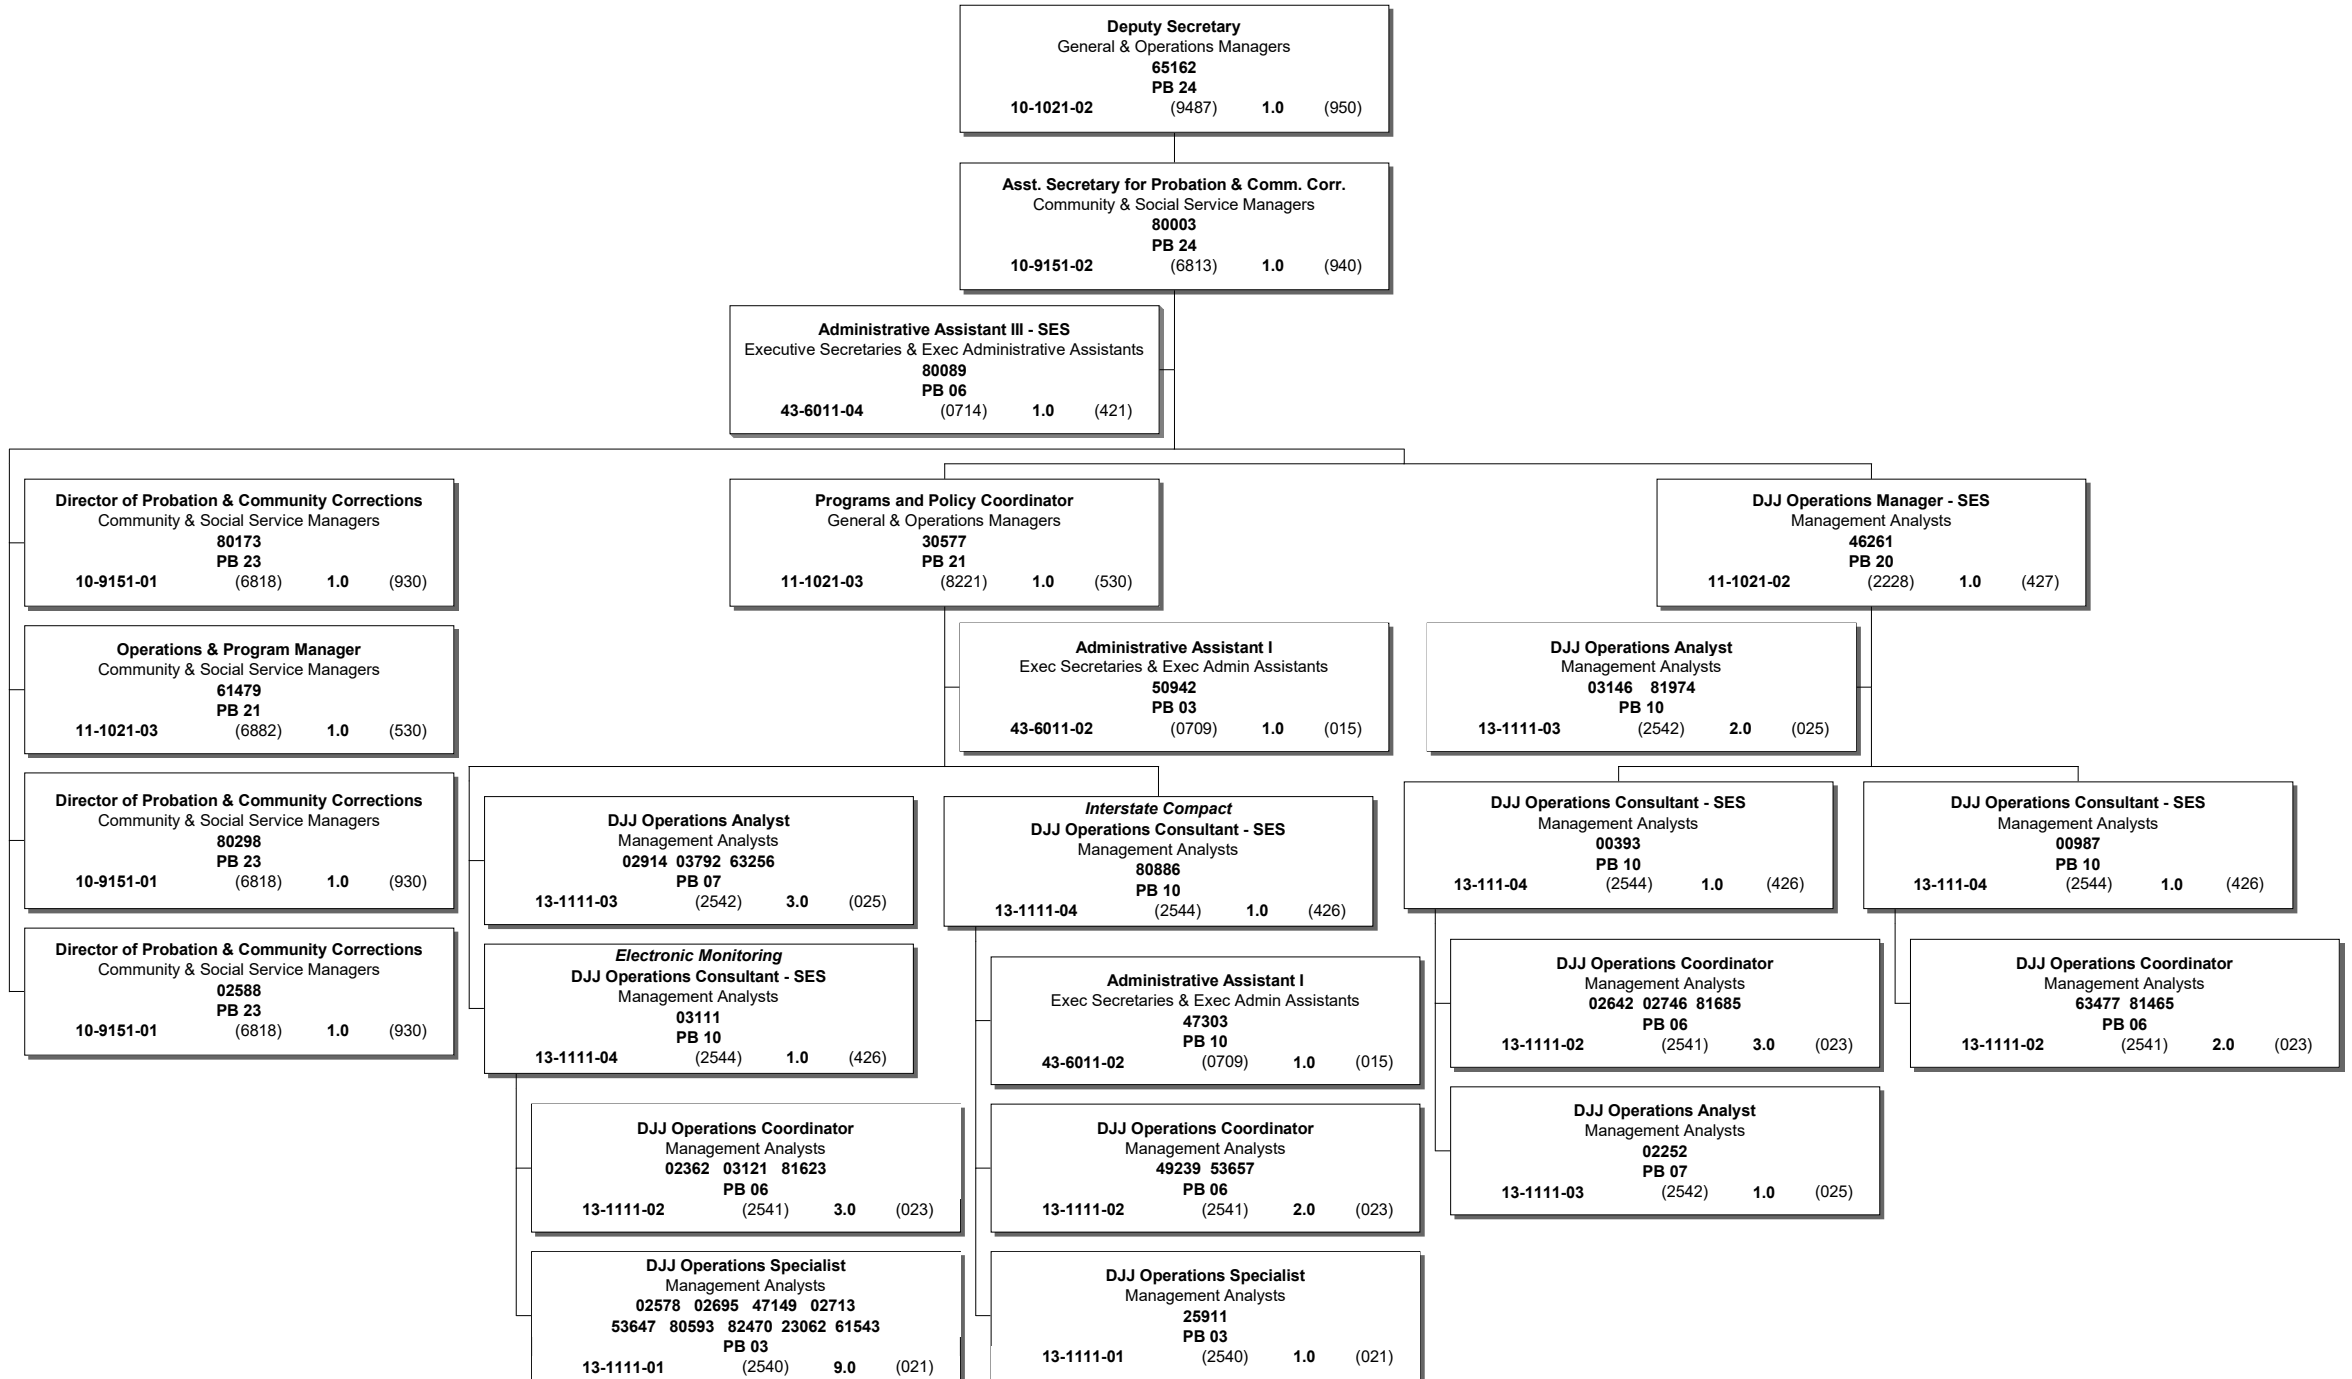 Deputy Secretary
General & Operations Managers
65162
PB 24
10-1021-02 (9487) 1.0 (950)
Asst. Secretary for Probation & Comm. Corr.
Community & Social Service Managers
80003
PB 24
10-9151-02 (6813) 1.0 (940)
Administrative Assistant III - SES
Executive Secretaries & Exec Administrative Assistants
80089
PB 06
43-6011-04 (0714) 1.0 (421)
Director of Probation & Community Corrections
Community & Social Service Managers
80173
PB 23
10-9151-01 (6818) 1.0 (930)
Operations & Program Manager
Community & Social Service Managers
61479
PB 21
11-1021-03 (6882) 1.0 (530)
Director of Probation & Community Corrections
Community & Social Service Managers
80298
PB 23
10-9151-01 (6818) 1.0 (930)
Director of Probation & Community Corrections
Community & Social Service Managers
02588
PB 23
10-9151-01 (6818) 1.0 (930)
Programs and Policy Coordinator
General & Operations Managers
30577
PB 21
11-1021-03 (8221) 1.0 (530)
Administrative Assistant I
Exec Secretaries & Exec Admin Assistants
50942
PB 03
43-6011-02 (0709) 1.0 (015)
DJJ Operations Analyst
Management Analysts
02914 03792 63256
PB 07
13-1111-03 (2542) 3.0 (025)
Electronic Monitoring
DJJ Operations Consultant - SES
Management Analysts
03111
PB 10
13-1111-04 (2544) 1.0 (426)
DJJ Operations Coordinator
Management Analysts
02362 03121 81623
PB 06
13-1111-02 (2541) 3.0 (023)
DJJ Operations Specialist
Management Analysts
02578 02695 47149 02713
53647 80593 82470 23062 61543
PB 03
13-1111-01 (2540) 9.0 (021)
Interstate Compact
DJJ Operations Consultant - SES
Management Analysts
80886
PB 10
13-1111-04 (2544) 1.0 (426)
Administrative Assistant I
Exec Secretaries & Exec Admin Assistants
47303
PB 10
43-6011-02 (0709) 1.0 (015)
DJJ Operations Coordinator
Management Analysts
49239 53657
PB 06
13-1111-02 (2541) 2.0 (023)
DJJ Operations Specialist
Management Analysts
25911
PB 03
13-1111-01 (2540) 1.0 (021)
DJJ Operations Manager - SES
Management Analysts
46261
PB 20
11-1021-02 (2228) 1.0 (427)
DJJ Operations Analyst
Management Analysts
03146 81974
PB 10
13-1111-03 (2542) 2.0 (025)
DJJ Operations Consultant - SES
Management Analysts
00393
PB 10
13-111-04 (2544) 1.0 (426)
DJJ Operations Coordinator
Management Analysts
02642 02746 81685
PB 06
13-1111-02 (2541) 3.0 (023)
DJJ Operations Analyst
Management Analysts
02252
PB 07
13-1111-03 (2542) 1.0 (025)
DJJ Operations Consultant - SES
Management Analysts
00987
PB 10
13-111-04 (2544) 1.0 (426)
DJJ Operations Coordinator
Management Analysts
63477 81465
PB 06
13-1111-02 (2541) 2.0 (023)